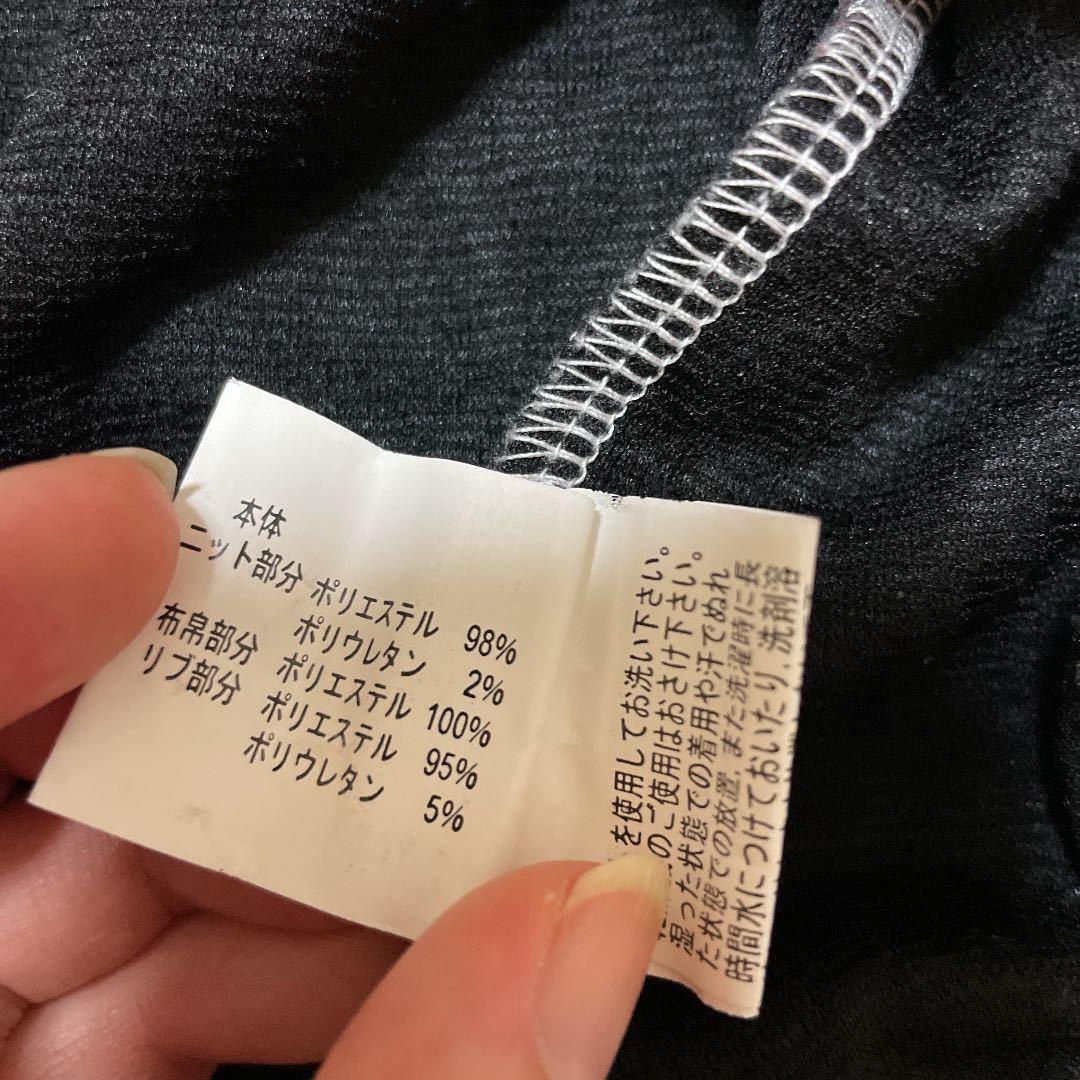 本体
ニット部分 ポリエステル 98%
ポリウレタン 2%
布帛部分 ポリエステル 100%
リブ部分 ポリエステル 95%
ポリウレタン 5%
を使用してお洗い下さい。
のご使用はおさけ下さい。
湿った状態での着用や汗でぬれ
た状態での放置、また洗濯時に長
時間水につけておいたり、洗剤溶